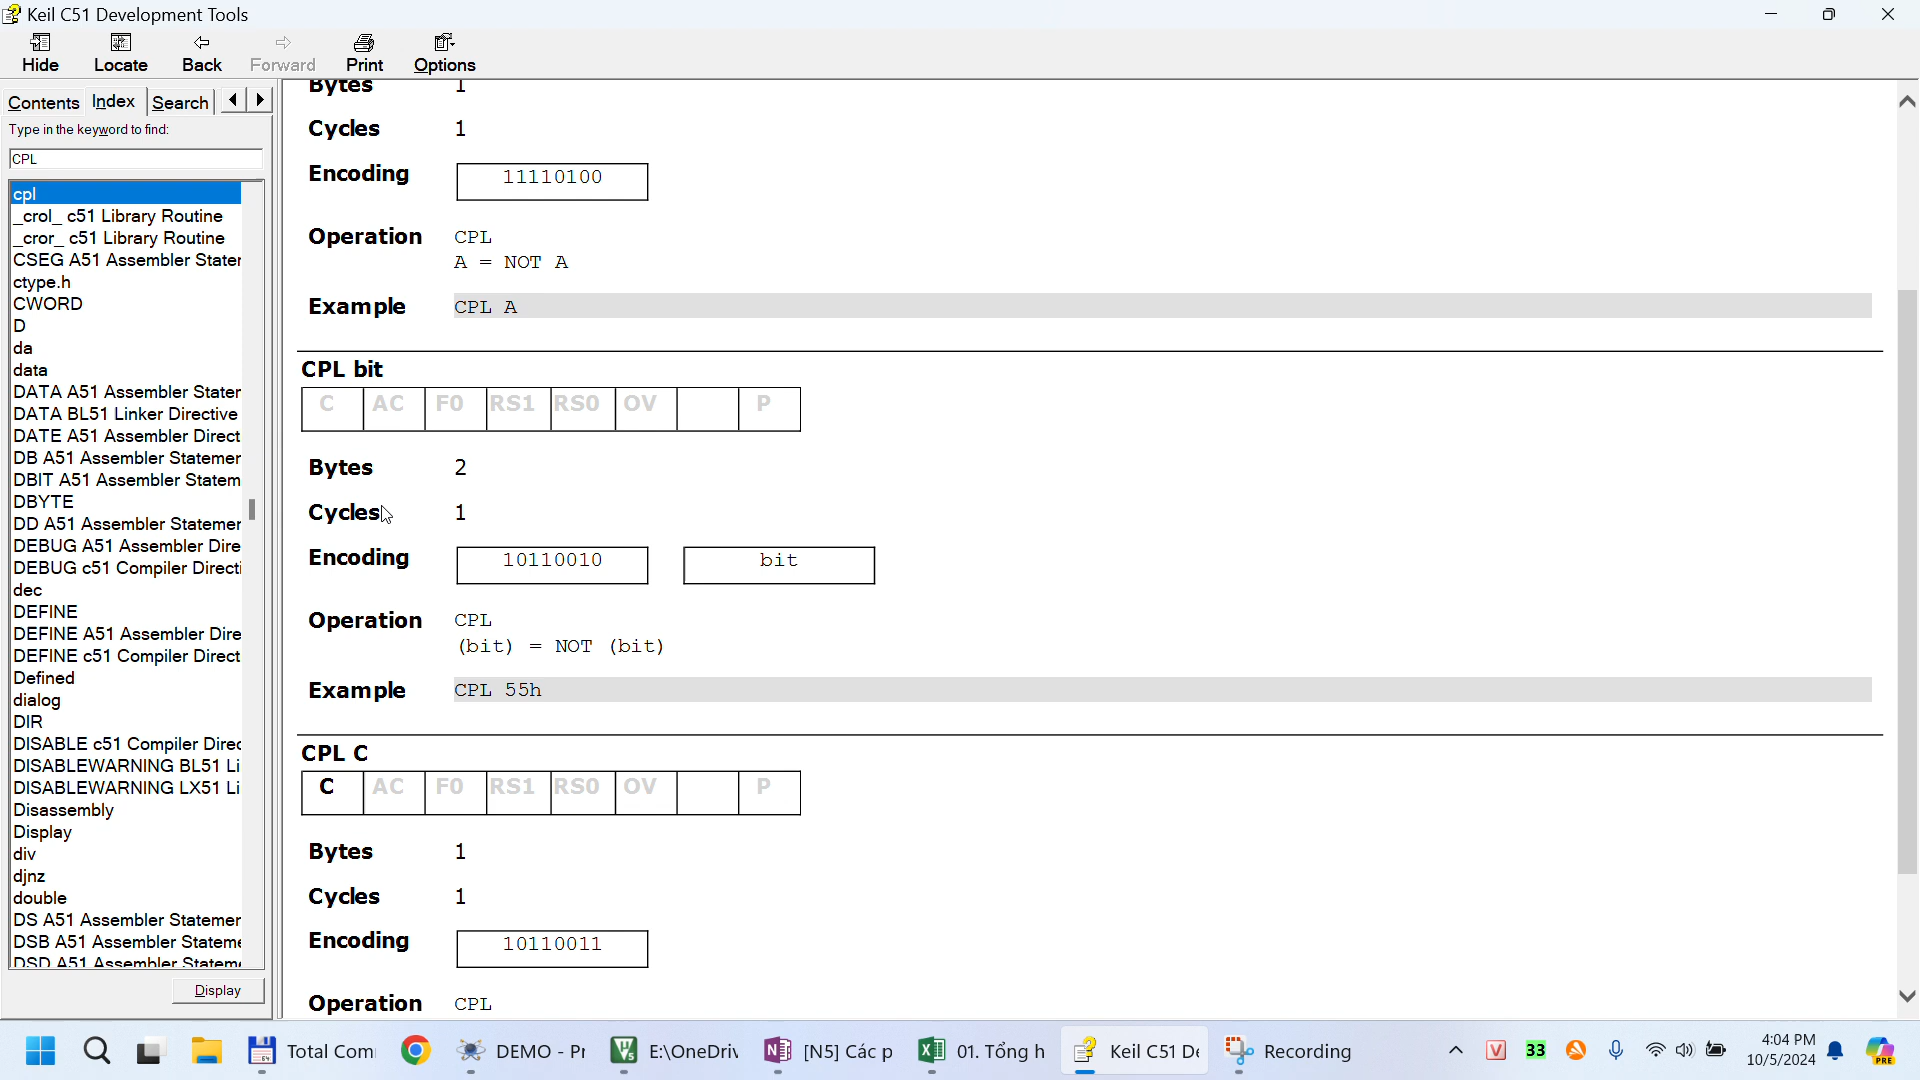 Keil C51 Development Tools
Hide
Locate
Back
Forward
Print
Options
Contents
Index
Search
Type in the keyword to find:
CPL
cpl
_crol_ c51 Library Routine
_cror_ c51 Library Routine
CSEG A51 Assembler Stater
ctype.h
CWORD
D
da
data
DATA A51 Assembler Stater
DATA BL51 Linker Directive
DATE A51 Assembler Direct
DB A51 Assembler Statemer
DBIT A51 Assembler Statem
DBYTE
DD A51 Assembler Statemer
DEBUG A51 Assembler Dire
DEBUG c51 Compiler Directi
dec
DEFINE
DEFINE A51 Assembler Dire
DEFINE c51 Compiler Direct
Defined
dialog
DIR
DISABLE c51 Compiler Direc
DISABLEWARNING BL51 Li
DISABLEWARNING LX51 Li
Disassembly
Display
div
djnz
double
DS A51 Assembler Statemer
DSB A51 Assembler Stateme
DSD A51 Assembler Stateme
Display
Bytes 1
Cycles 1
Encoding 11110100
Operation CPL
A = NOT A
Example CPL A
CPL bit
C AC F0 RS1 RS0 OV P
Bytes 2
Cycles 1
Encoding 10110010 bit
Operation CPL
(bit) = NOT (bit)
Example CPL 55h
CPL C
C AC F0 RS1 RS0 OV P
Bytes 1
Cycles 1
Encoding 10110011
Operation CPL
Total Com
DEMO - Pr
E:\OneDriv
[N5] Các p
01. Tổng h
Keil C51 De
Recording
33
4:04 PM
10/5/2024